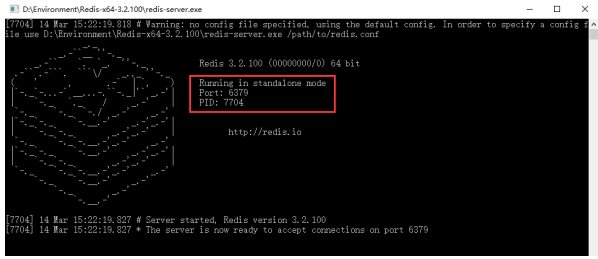 D:\Environment\Redis-x64-3.2.100\redis-server.exe
[7704] 14 Mar 15:22:19.818 # Warning: no config file specified, using the default config. In order to specify a config f
ile use D:\Environment\Redis-x64-3.2.100\redis-server.exe /path/to/redis.conf
Redis 3.2.100 (00000000/0) 64 bit
Running in standalone mode
Port: 6379
PID: 7704
http://redis.io
[7704] 14 Mar 15:22:19.827 # Server started, Redis version 3.2.100
[7704] 14 Mar 15:22:19.827 * The server is now ready to accept connections on port 6379